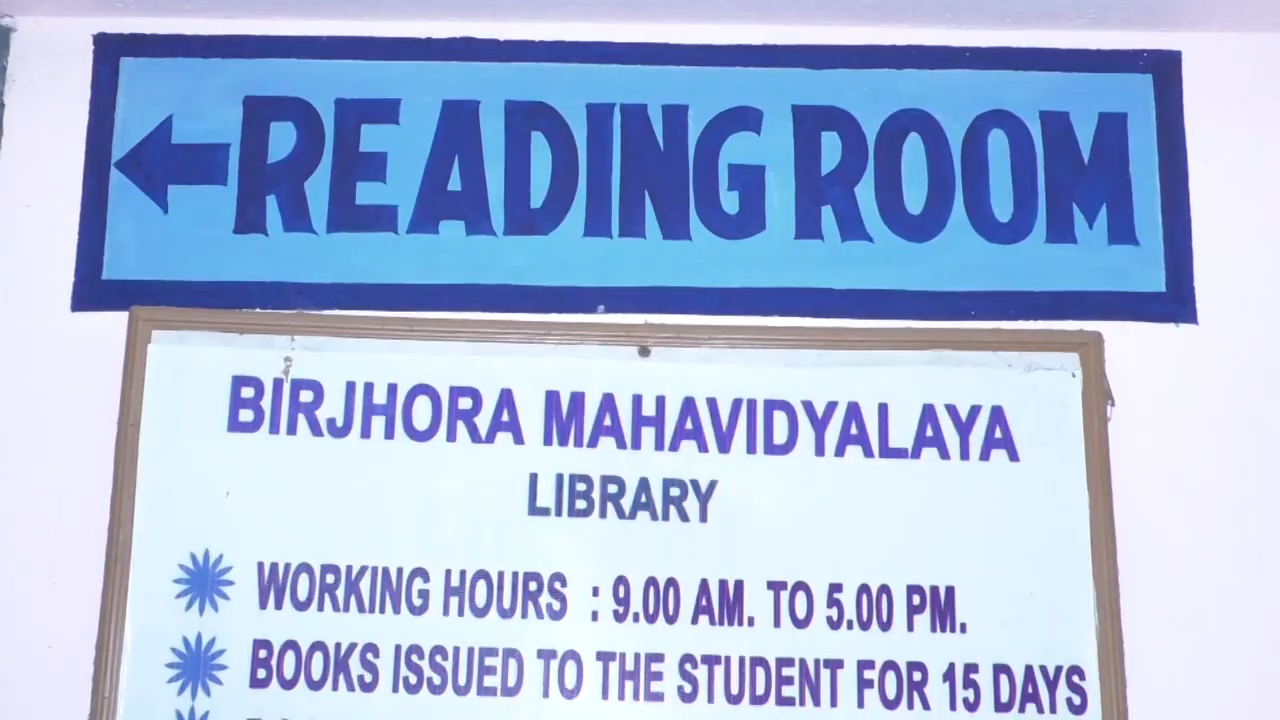 READING ROOM
BIRJHORA MAHAVIDYALAYA
LIBRARY
WORKING HOURS : 9.00 AM. TO 5.00 PM.
BOOKS ISSUED TO THE STUDENT FOR 15 DAYS